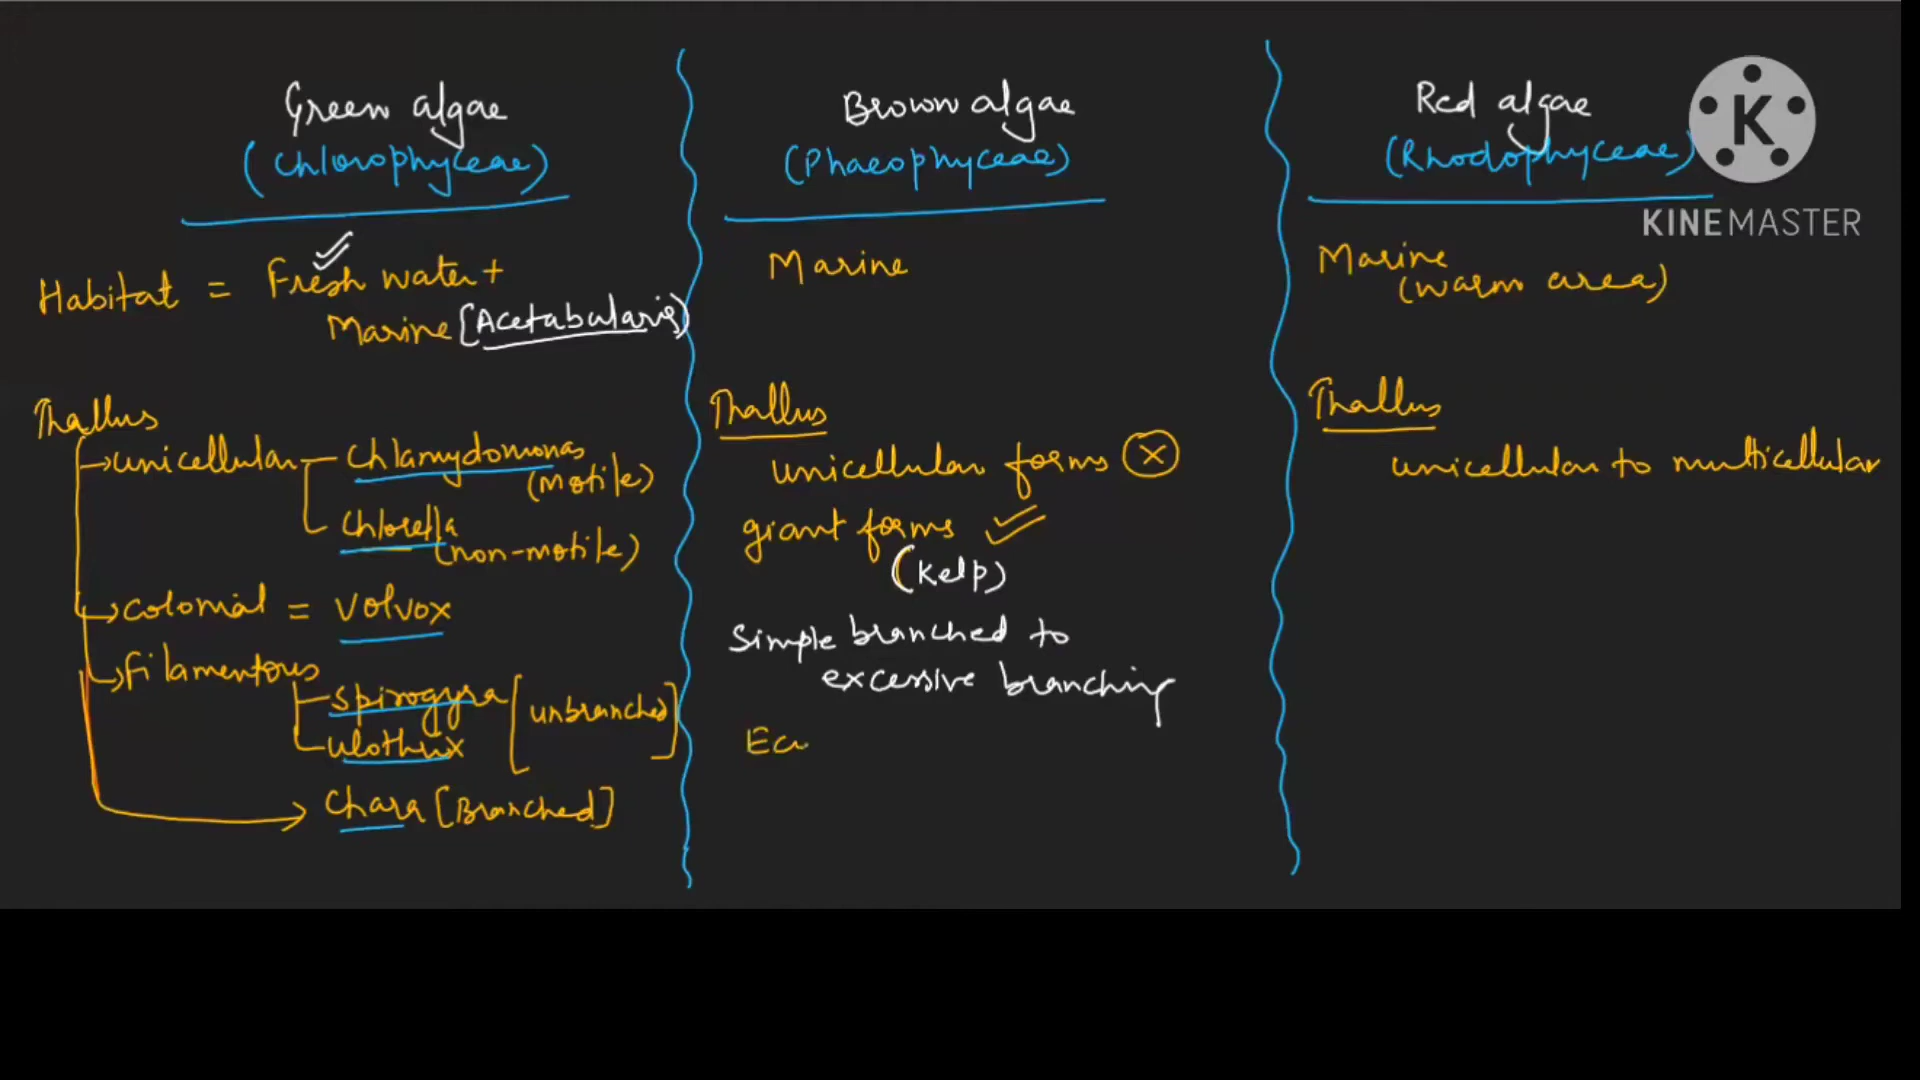 Green algae
(Chlorophyceae)
Habitat = Fresh water +
Marine [Acetabularia)
Thallus
unicellular
Chlamydomonas
(motile)
Chlorella
(non-motile)
colonial = volvox
filamentous
spirogyra
ulothrix
[unbranched]
Chara [Branched]
Brown algae
(Phaeophyceae)
Marine
Thallus
unicellular forms X
giant forms
(Kelp)
Simple branched to
excessive branching
Ec
Red algae
(Rhodophyceae)
Marine
(warm area)
Thallus
unicellular to multicellular
K
KINEMASTER